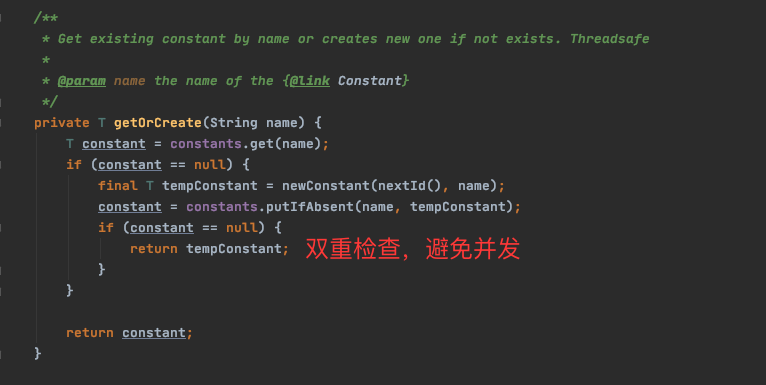 /**
 * Get existing constant by name or creates new one if not exists. Threadsafe
 *
 * @param name the name of the {@link Constant}
 */
private T getOrCreate(String name) {
    T constant = constants.get(name);
    if (constant == null) {
        final T tempConstant = newConstant(nextId(), name);
        constant = constants.putIfAbsent(name, tempConstant);
        if (constant == null) {
            return tempConstant; 双重检查，避免并发
        }
    }

    return constant;
}